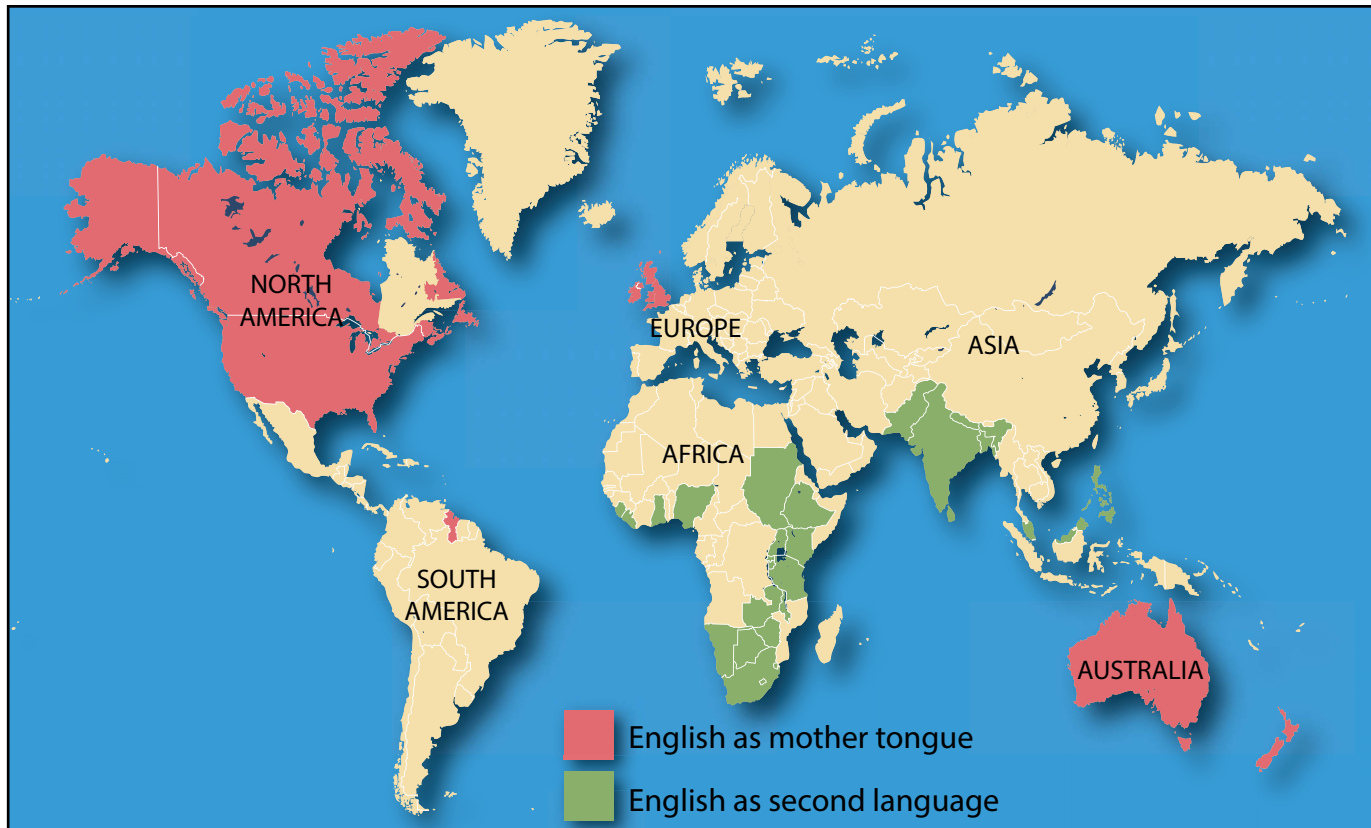 NORTH
AMERICA
EUROPE
ASIA
AFRICA
SOUTH
AMERICA
AUSTRALIA
English as mother tongue
English as second language